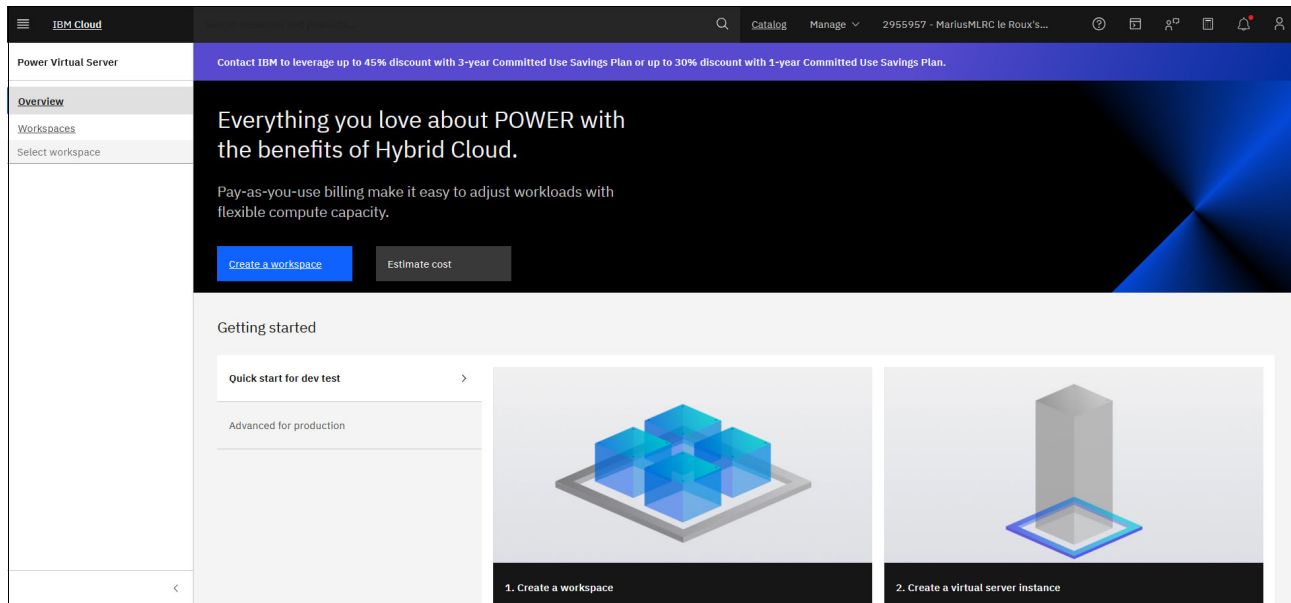 IBM Cloud
Catalog
Manage
2955957 - MariusMLRC le Roux's...
Power Virtual Server
Overview
Workspaces
Select workspace
Contact IBM to leverage up to 45% discount with 3-year Committed Use Savings Plan or up to 30% discount with 1-year Committed Use Savings Plan.
Everything you love about POWER with
the benefits of Hybrid Cloud.
Pay-as-you-use billing make it easy to adjust workloads with
flexible compute capacity.
Create a workspace
Estimate cost
Getting started
Quick start for dev test
Advanced for production
1. Create a workspace
2. Create a virtual server instance